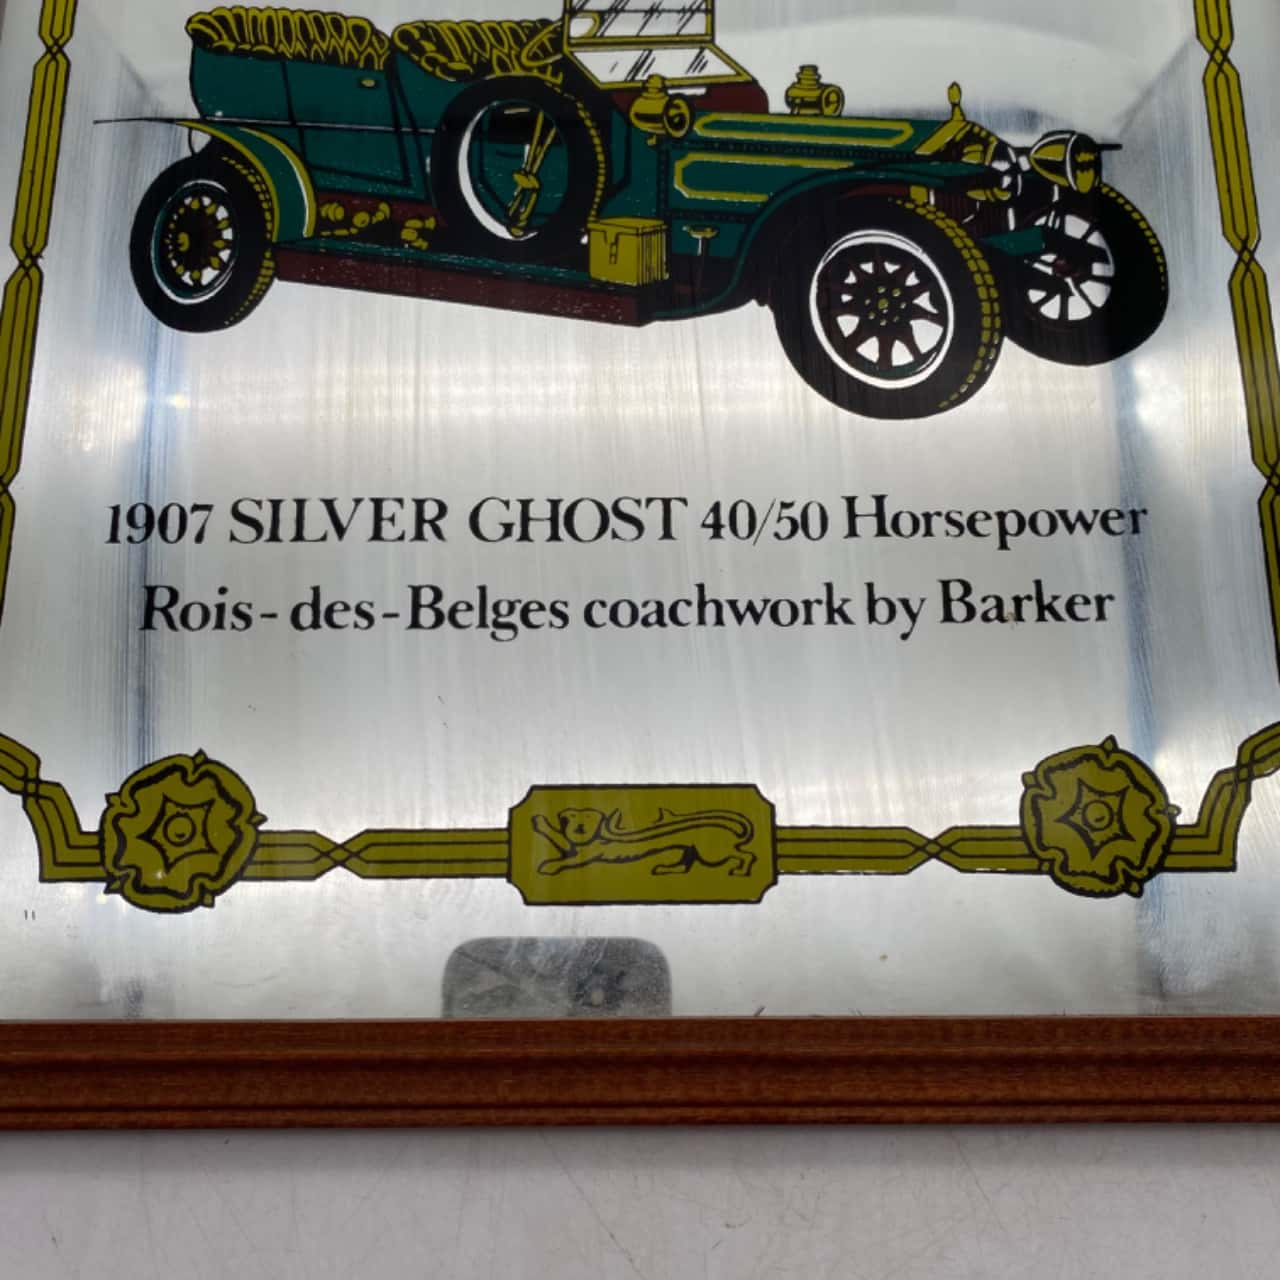 1907 SILVER GHOST 40/50 Horsepower
Rois-des-Belges coachwork by Barker